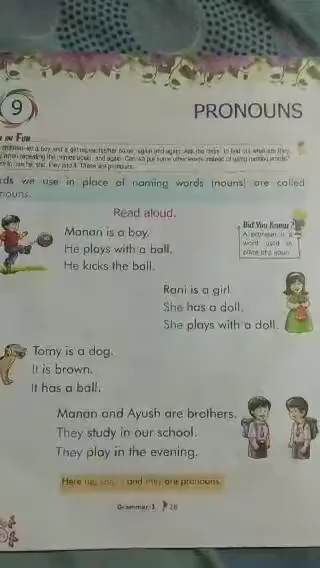 9
PRONOUNS
Fun
words we use in place of naming words (nouns) are called
nouns.
Read aloud.
Manan is a boy.
He plays with a ball.
He kicks the ball.
Did You Know?
A pronoun is a
word used in
place of a noun.
Rani is a girl.
She has a doll.
She plays with a doll.
Tomy is a dog.
It is brown.
It has a ball.
Manan and Ayush are brothers.
They study in our school.
They play in the evening.
Here he, she, it and they are pronouns.
Grammar-1 28